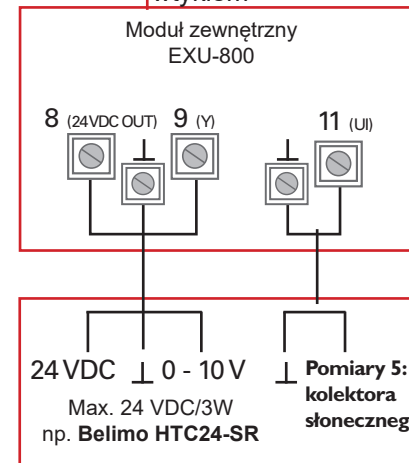 Moduł zewnętrzny
EXU-800
8 (24VDC OUT) 9 (Y) 11 (UI)
24 VDC ⊥ 0 - 10 V ⊥ Pomiary 5:
kolektora
Max. 24 VDC/3W
np. Belimo HTC24-SR